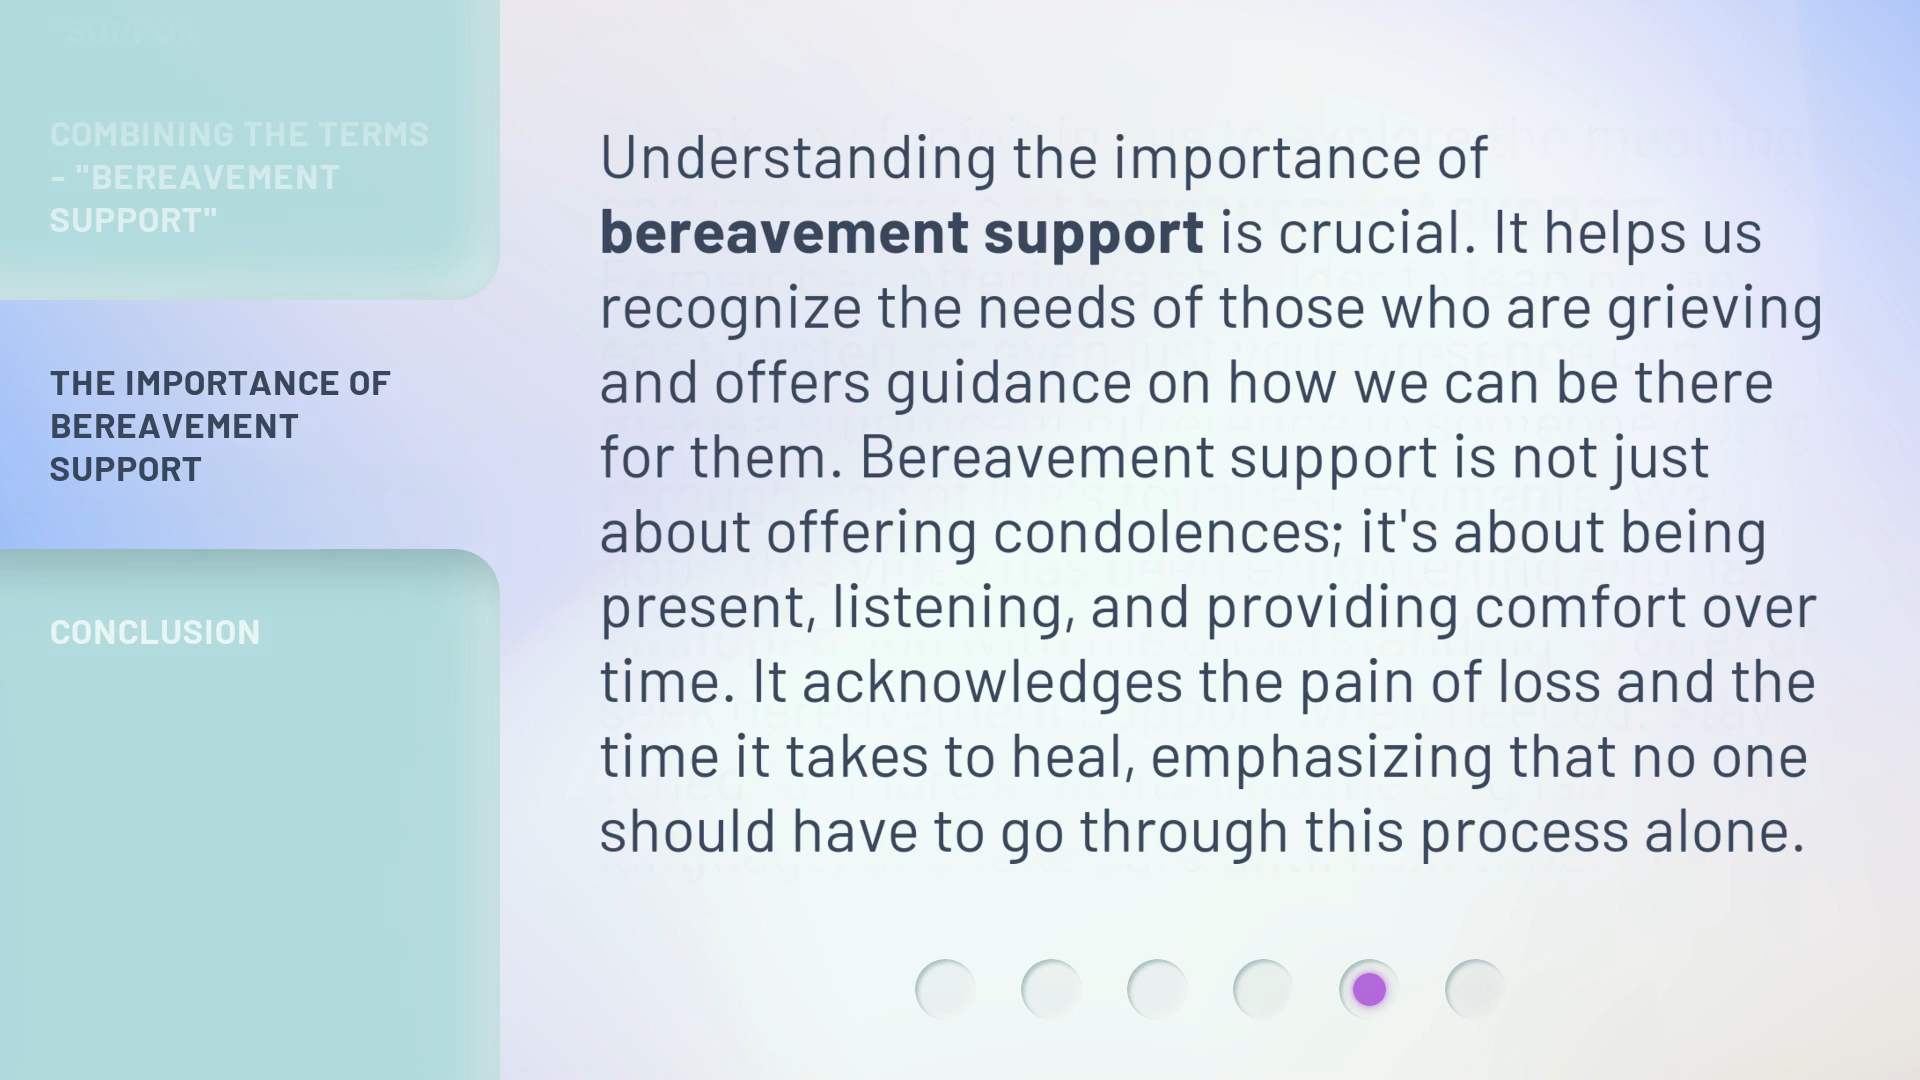 COMBINING THE TERMS
- "BEREAVEMENT
SUPPORT"
THE IMPORTANCE OF
BEREAVEMENT
SUPPORT
CONCLUSION
Understanding the importance of
bereavement support is crucial. It helps us
recognize the needs of those who are grieving
and offers guidance on how we can be there
for them. Bereavement support is not just
about offering condolences; it's about being
present, listening, and providing comfort over
time. It acknowledges the pain of loss and the
time it takes to heal, emphasizing that no one
should have to go through this process alone.